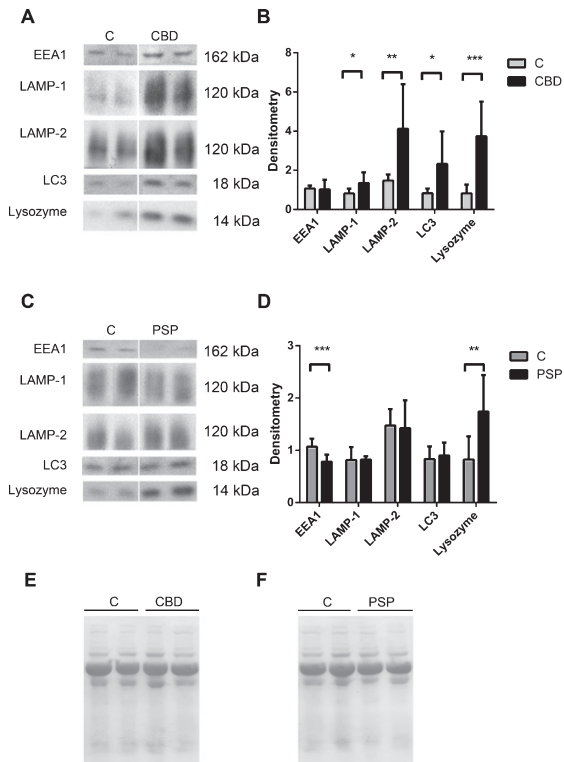 A
C CBD
EEA1 162 kDa
LAMP-1 120 kDa
LAMP-2 120 kDa
LC3 18 kDa
Lysozyme 14 kDa
B
8
6
4
2
0
Densitometry
* ** * ***
C
CBD
EEA1 LAMP-1 LAMP-2 LC3 Lysozyme
C
C PSP
EEA1 162 kDa
LAMP-1 120 kDa
LAMP-2 120 kDa
LC3 18 kDa
Lysozyme 14 kDa
D
3
2
1
0
Densitometry
*** **
C
PSP
EEA1 LAMP-1 LAMP-2 LC3 Lysozyme
E
C CBD
F
C PSP